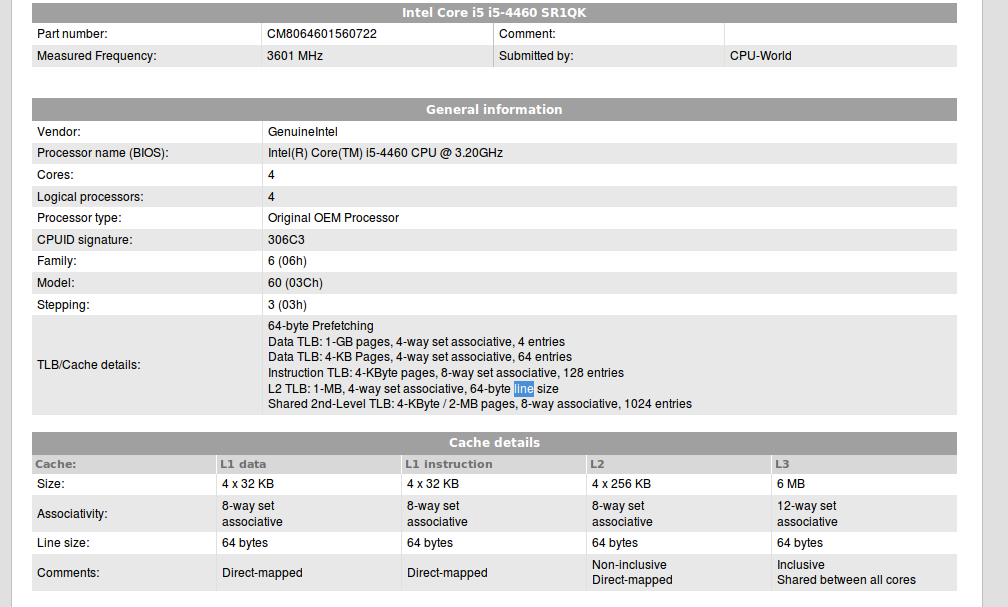 Intel Core i5 i5-4460 SR1QK
Part number: CM8064601560722 Comment:
Measured Frequency: 3601 MHz Submitted by: CPU-World
General information
Vendor: GenuineIntel
Processor name (BIOS): Intel(R) Core(TM) i5-4460 CPU @ 3.20GHz
Cores: 4
Logical processors: 4
Processor type: Original OEM Processor
CPUID signature: 306C3
Family: 6 (06h)
Model: 60 (03Ch)
Stepping: 3 (03h)
TLB/Cache details:
64-byte Prefetching
Data TLB: 1-GB pages, 4-way set associative, 4 entries
Data TLB: 4-KB Pages, 4-way set associative, 64 entries
Instruction TLB: 4-KByte pages, 8-way set associative, 128 entries
L2 TLB: 1-MB, 4-way set associative, 64-byte line size
Shared 2nd-Level TLB: 4-KByte / 2-MB pages, 8-way associative, 1024 entries
Cache details
Cache: L1 data L1 instruction L2 L3
Size: 4 x 32 KB 4 x 32 KB 4 x 256 KB 6 MB
Associativity: 8-way set associative 8-way set associative 8-way set associative 12-way set associative
Line size: 64 bytes 64 bytes 64 bytes 64 bytes
Comments: Direct-mapped Direct-mapped Non-inclusive Direct-mapped Inclusive Shared between all cores